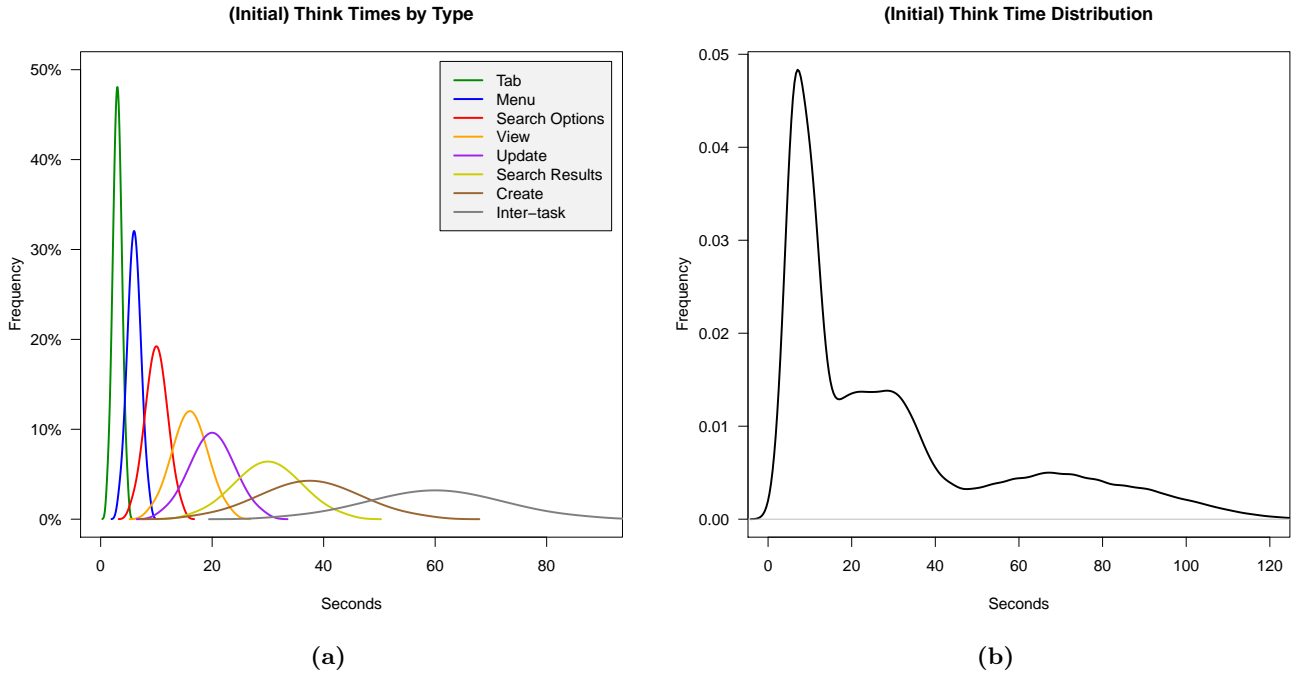 (Initial) Think Times by Type
50%
40%
30%
20%
10%
0%
Frequency
Tab
Menu
Search Options
View
Update
Search Results
Create
Inter−task
0 20 40 60 80
Seconds
(a)
(Initial) Think Time Distribution
0.05
0.04
0.03
0.02
0.01
0.00
Frequency
0 20 40 60 80 100 120
Seconds
(b)